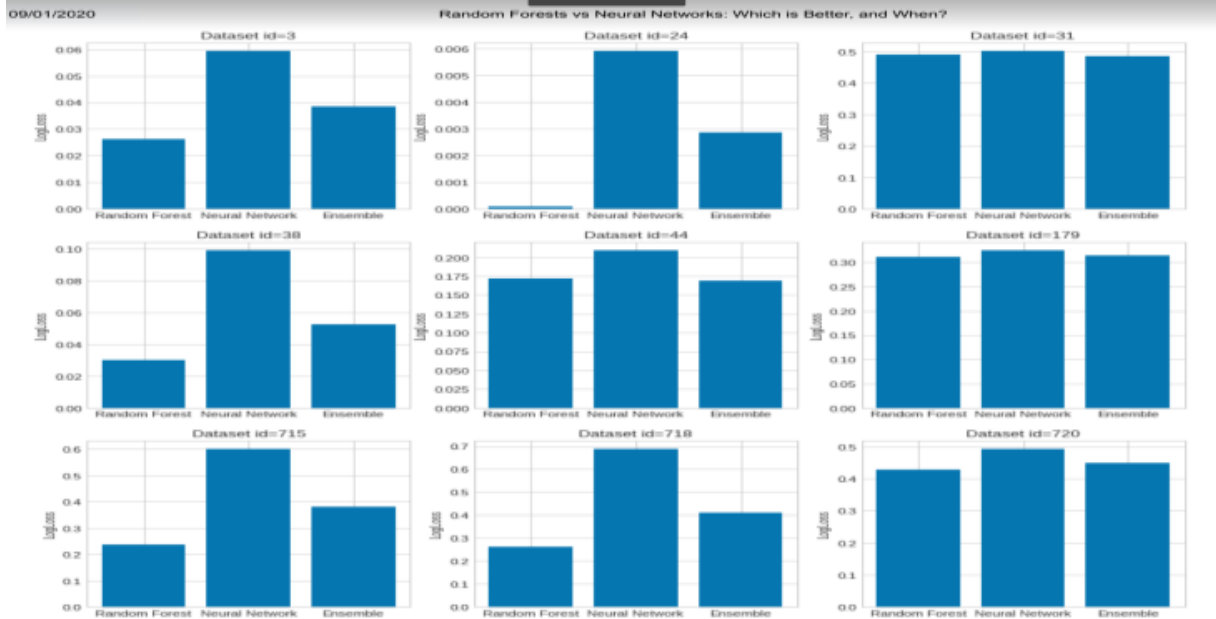 09/01/2020 Random Forests vs Neural Networks: Which is Better, and When?
Dataset id=3
0.06
0.05
0.04
0.03
0.02
0.01
0.00
LogLoss
Random Forest Neural Network Ensemble
Dataset id=24
0.006
0.005
0.004
0.003
0.002
0.001
0.000
LogLoss
Random Forest Neural Network Ensemble
Dataset id=31
0.5
0.4
0.3
0.2
0.1
0.0
LogLoss
Random Forest Neural Network Ensemble
Dataset id=38
0.10
0.08
0.06
0.04
0.02
0.00
LogLoss
Random Forest Neural Network Ensemble
Dataset id=44
0.200
0.175
0.150
0.125
0.100
0.075
0.050
0.025
0.000
LogLoss
Random Forest Neural Network Ensemble
Dataset id=179
0.30
0.25
0.20
0.15
0.10
0.05
0.00
LogLoss
Random Forest Neural Network Ensemble
Dataset id=715
0.6
0.5
0.4
0.3
0.2
0.1
0.0
LogLoss
Random Forest Neural Network Ensemble
Dataset id=718
0.7
0.6
0.5
0.4
0.3
0.2
0.1
0.0
LogLoss
Random Forest Neural Network Ensemble
Dataset id=720
0.5
0.4
0.3
0.2
0.1
0.0
LogLoss
Random Forest Neural Network Ensemble